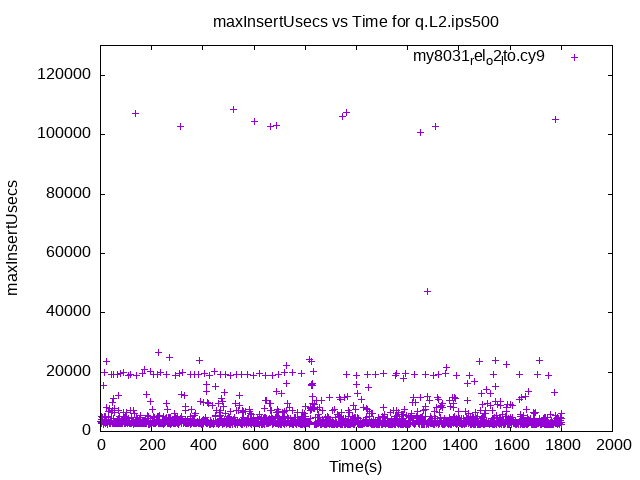 maxInsertUsecs vs Time for q.L2.ips500
my8031relo2lto.cy9
120000
100000
80000
60000
40000
20000
0
maxInsertUsecs
0 200 400 600 800 1000 1200 1400 1600 1800 2000
Time(s)